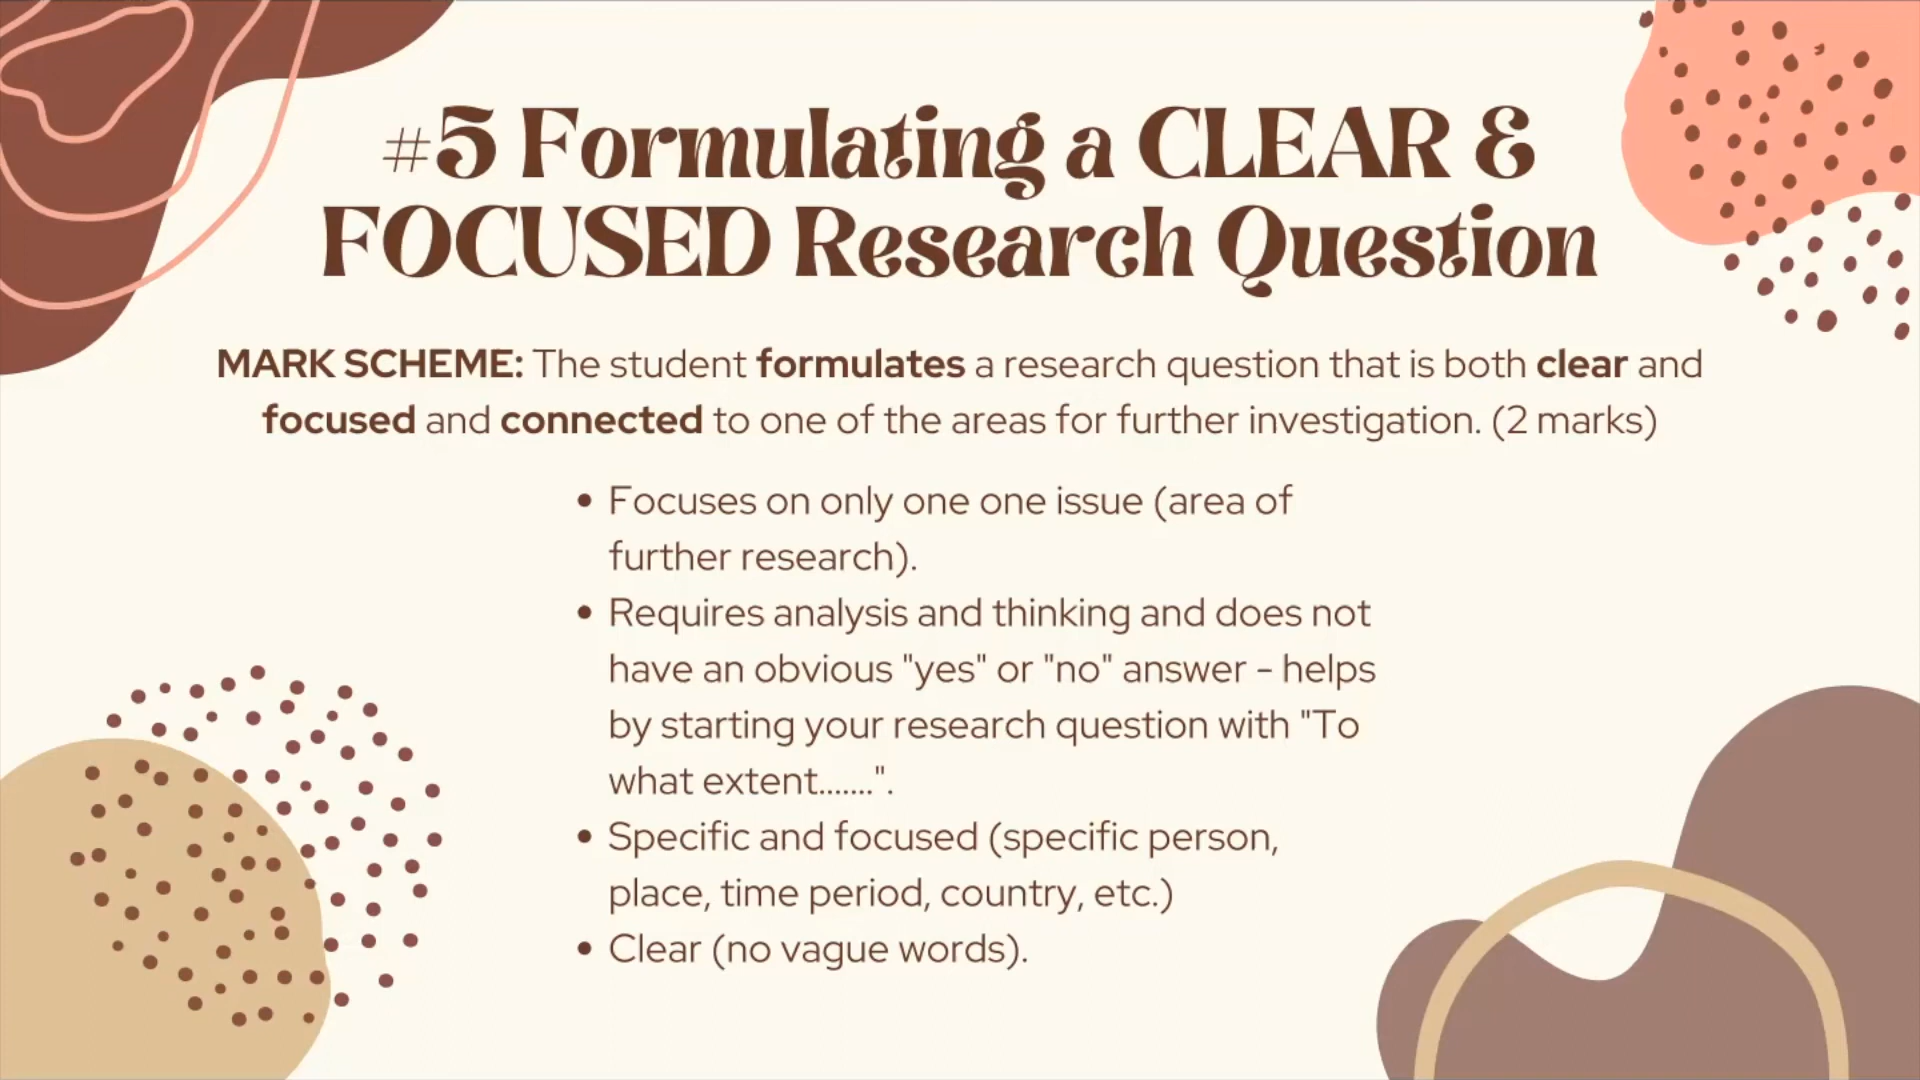 #5 Formulating a CLEAR &
FOCUSED Research Question
MARK SCHEME: The student formulates a research question that is both clear and
focused and connected to one of the areas for further investigation. (2 marks)
• Focuses on only one one issue (area of
further research).
• Requires analysis and thinking and does not
have an obvious "yes" or "no" answer - helps
by starting your research question with "To
what extent.......".
• Specific and focused (specific person,
place, time period, country, etc.)
• Clear (no vague words).